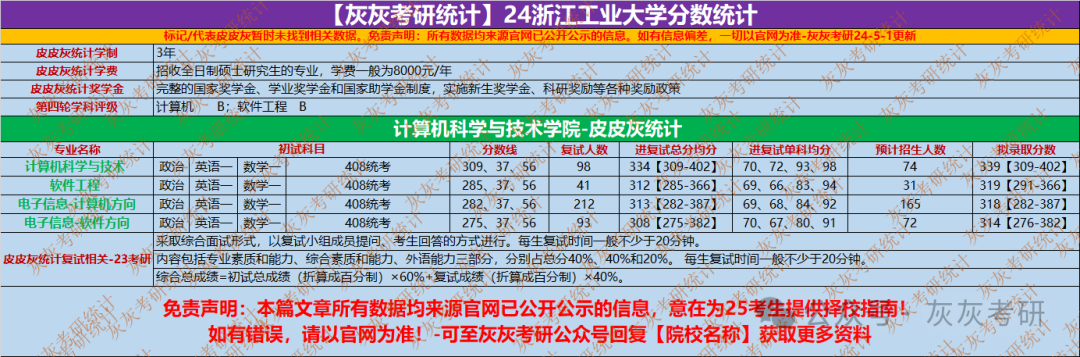 【灰灰考研统计】24浙江工业大学分数统计
标记/代表皮皮灰暂时未找到相关数据。免责声明：所有数据均来源官网已公开公示的信息。如有信息偏差，一切以官网为准-灰灰考研24-5-1更新
皮皮灰统计学制 3年
皮皮灰统计学费 招收全日制硕士研究生的专业，学费一般为8000元/年
皮皮灰统计奖学金 完整的国家奖学金、学业奖学金和国家助学金制度，实施新生奖学金、科研奖励等各种奖励政策
第四轮学科评级 计算机 B；软件工程 B
计算机科学与技术学院-皮皮灰统计
专业名称 初试科目 分数线 复试人数 进复试总分均分 进复试单科均分 预计招生人数 拟录取分数
计算机科学与技术 政治 英语一 数学一 408统考 309、37、56 98 334【309-402】 70、72、93、98 74 339【309-402】
软件工程 政治 英语一 数学一 408统考 285、37、56 41 312【285-366】 69、66、83、94 31 319【291-366】
电子信息-计算机方向 政治 英语一 数学一 408统考 282、37、56 212 313【282-387】 69、68、84、92 165 318【282-387】
电子信息-软件方向 政治 英语一 数学一 408统考 275、37、56 93 308【275-382】 70、67、80、91 72 314【276-382】
皮皮灰统计复试相关-23考研
采取综合面试形式，以复试小组成员提问、考生回答的方式进行。每生复试时间一般不少于20分钟。
内容包括专业素质和能力、综合素质和能力、外语能力三部分，分别占总分40%、40%和20%。 每生复试时间一般不少于20分钟。
综合总成绩=初试总成绩（折算成百分制）×60%+复试成绩（折算成百分制）×40%。
免责声明：本篇文章所有数据均来源官网已公开公示的信息，意在为25考生提供择校指南！
如有错误，请以官网为准！-可至灰灰考研公众号回复【院校名称】获取更多资料
公众号 灰灰考研
灰灰考研统计